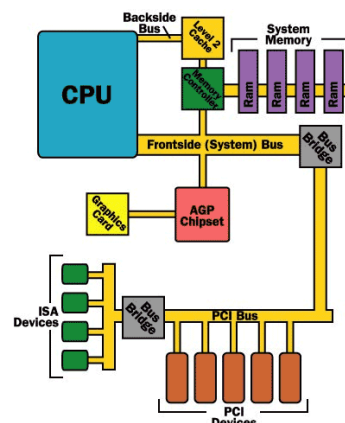 Backside
Bus
Level 2
Cache
System
Memory
CPU
Memory
Controller
Ram
Ram
Ram
Ram
Frontside (System) Bus
Bus
Bridge
Graphics
Card
AGP
Chipset
ISA
Devices
Bus
Bridge
PCI Bus
PCI
Devices